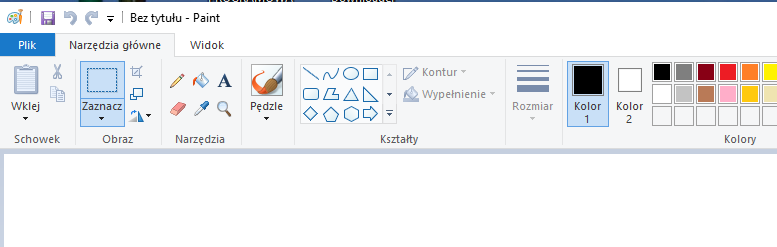 Bez tytułu - Paint
Plik Narzędzia główne Widok
Wklej
Zaznacz
A
Pędzle
Kontur
Wypełnienie
Rozmiar
Kolor
1
Kolor
2
Schowek Obraz Narzędzia Kształty Kolory